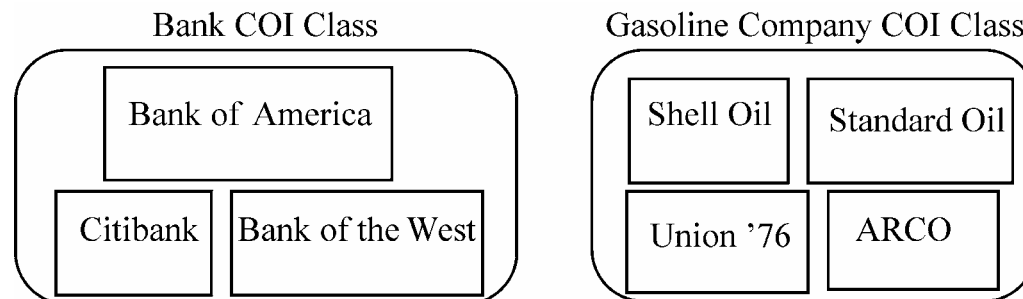 Bank COI Class
Gasoline Company COI Class
Bank of America
Citibank
Bank of the West
Shell Oil
Standard Oil
Union ’76
ARCO